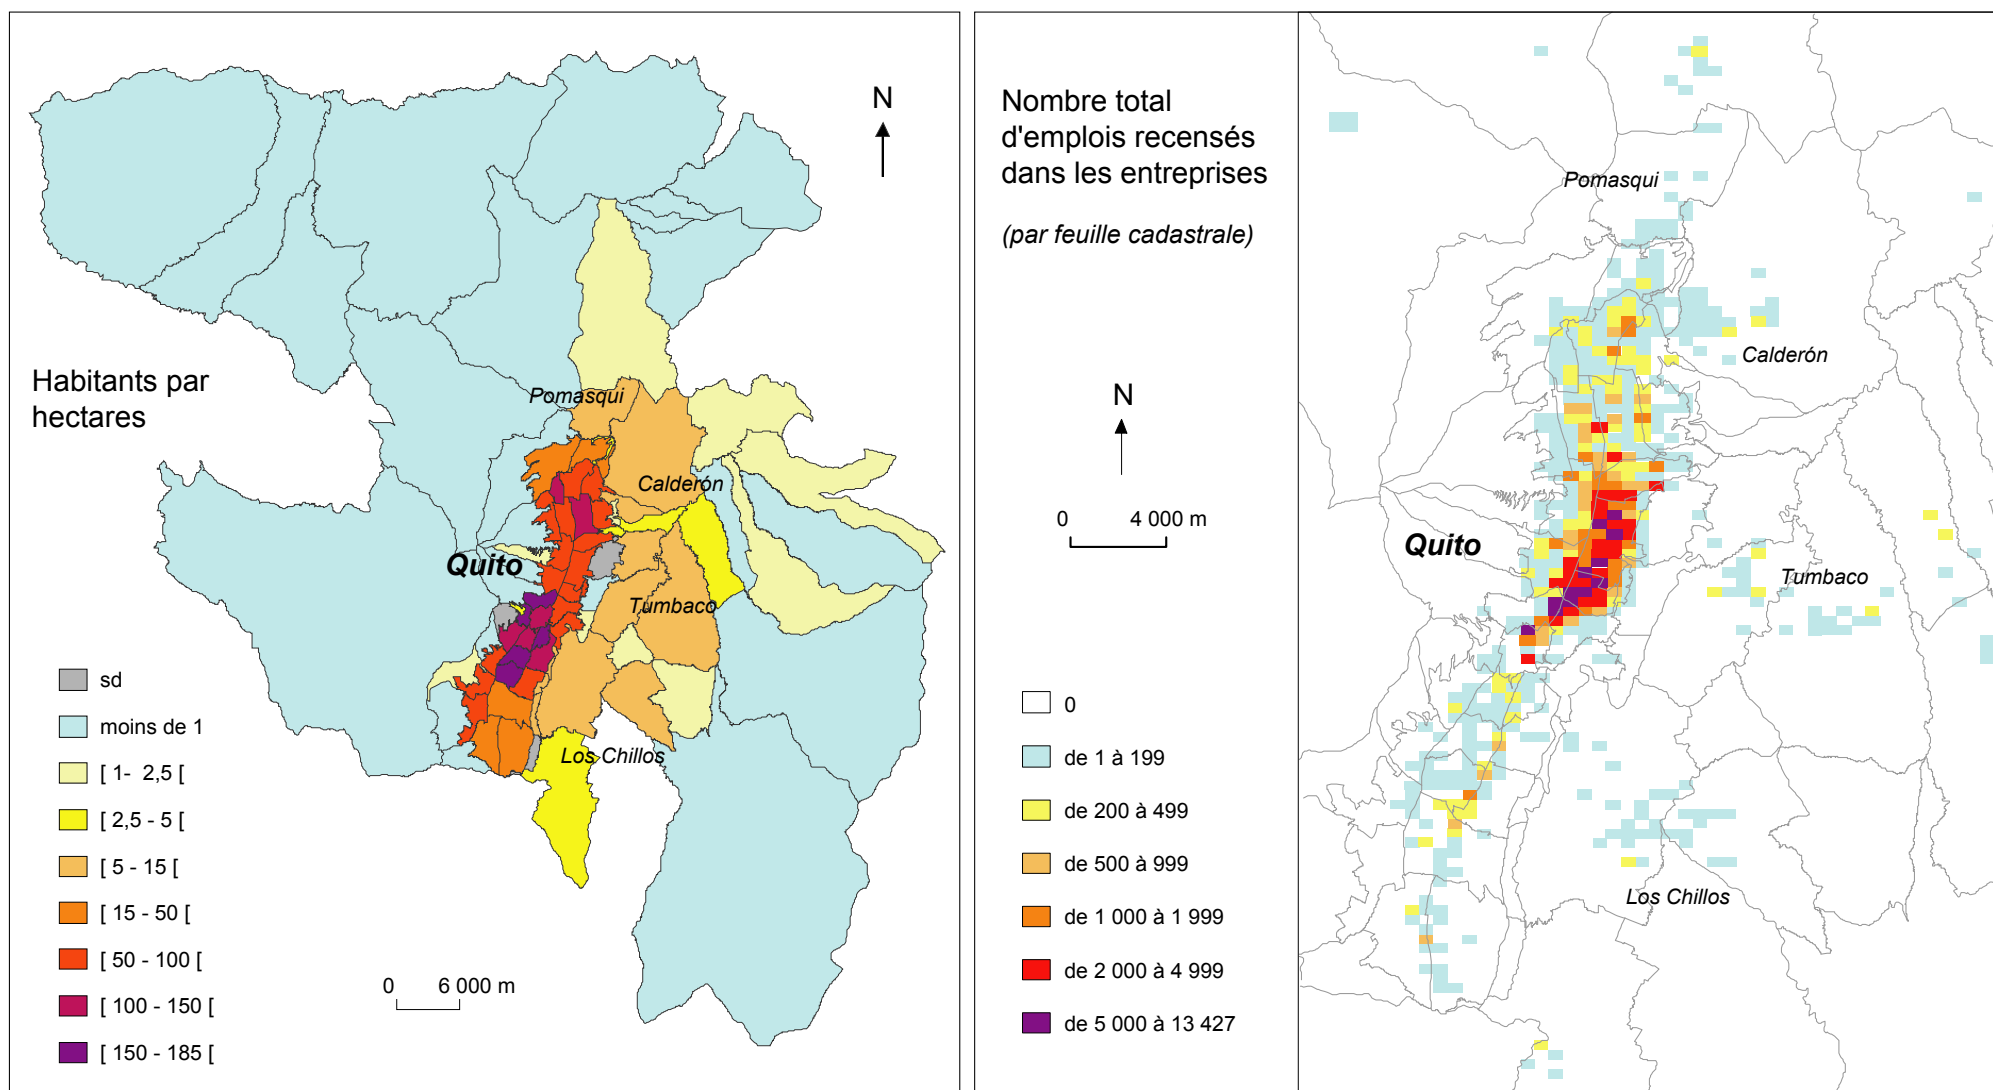 Habitants par
hectares
N
Pomasqui
Calderón
Quito
Tumbaco
Los Chillos
sd
moins de 1
[ 1- 2,5 [
[ 2,5 - 5 [
[ 5 - 15 [
[ 15 - 50 [
[ 50 - 100 [
[ 100 - 150 [
[ 150 - 185 [
0 6 000 m
Nombre total
d'emplois recensés
dans les entreprises
(par feuille cadastrale)
N
0 4 000 m
0
de 1 à 199
de 200 à 499
de 500 à 999
de 1 000 à 1 999
de 2 000 à 4 999
de 5 000 à 13 427
Pomasqui
Calderón
Quito
Tumbaco
Los Chillos